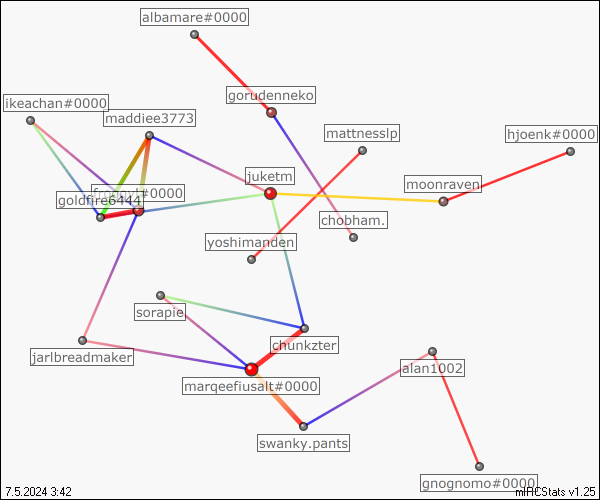 albamare#0000
gorudenneko
ikeachan#0000
maddiee3773
mattnesslp
hjoenk#0000
juketm
moonraven
goldfire6444
#0000
chobham.
yoshimanden
sorapie
chunkzter
jarlbreadmaker
alan1002
marqeefiusalt#0000
swanky.pants
gnognomo#0000
7.5.2024 3:42
mIRCStats v1.25